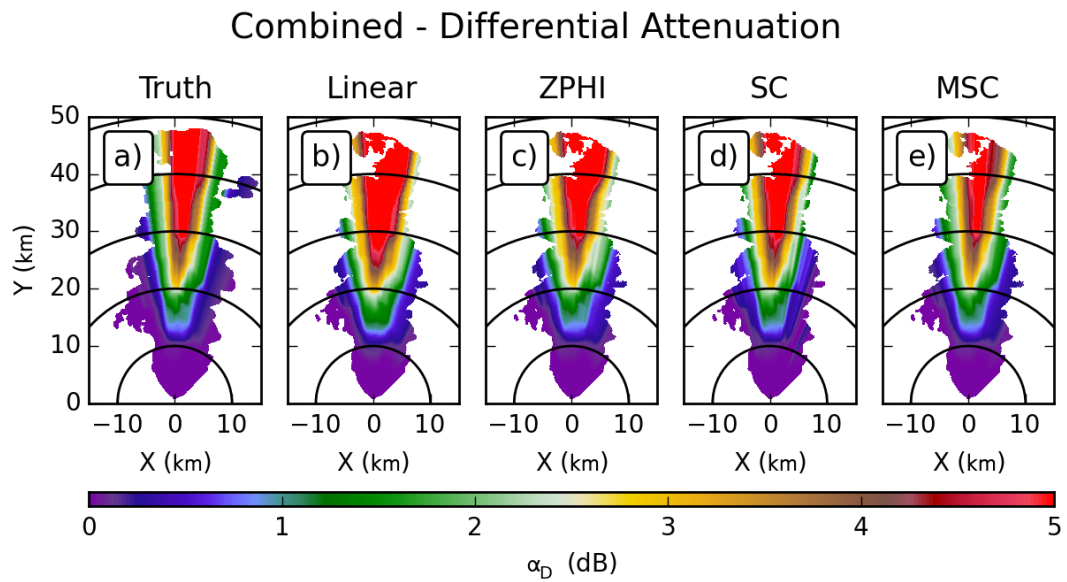 Combined - Differential Attenuation
Truth Linear ZPHI SC MSC
a) b) c) d) e)
50
40
30
20
10
0
Y (km)
−10 0 10 −10 0 10 −10 0 10 −10 0 10 −10 0 10
X (km) X (km) X (km) X (km) X (km)
0 1 2 3 4 5
α_D (dB)